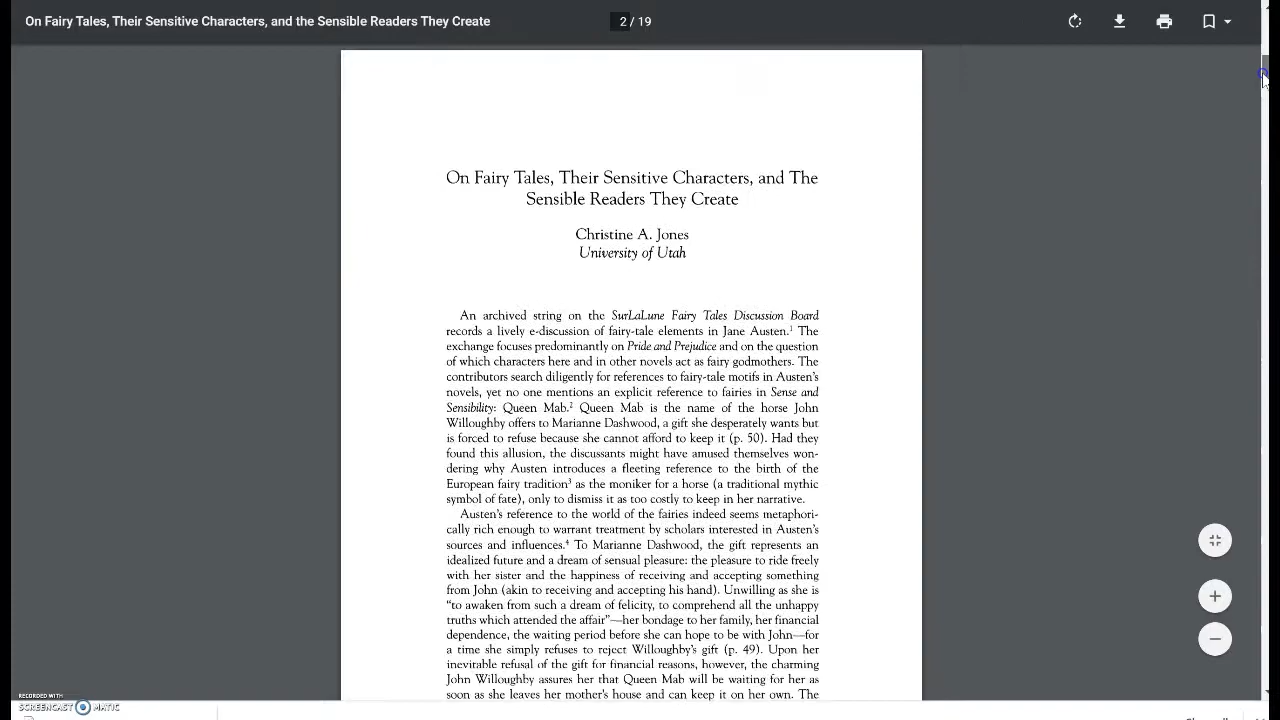 On Fairy Tales, Their Sensitive Characters, and the Sensible Readers They Create
2 / 19
On Fairy Tales, Their Sensitive Characters, and The
Sensible Readers They Create
Christine A. Jones
University of Utah
An archived string on the SurLaLune Fairy Tales Discussion Board
records a lively e-discussion of fairy-tale elements in Jane Austen.1 The
exchange focuses predominantly on Pride and Prejudice and on the question
of which characters here and in other novels act as fairy godmothers. The
contributors search diligently for references to fairy-tale motifs in Austen's
novels, yet no one mentions an explicit reference to fairies in Sense and
Sensibility: Queen Mab.2 Queen Mab is the name of the horse John
Willoughby offers to Marianne Dashwood, a gift she desperately wants but
is forced to refuse because she cannot afford to keep it (p. 50). Had they
found this allusion, the discussants might have amused themselves won-
dering why Austen introduces a fleeting reference to the birth of the
European fairy tradition3 as the moniker for a horse (a traditional mythic
symbol of fate), only to dismiss it as too costly to keep in her narrative.
Austen's reference to the world of the fairies indeed seems metaphori-
cally rich enough to warrant treatment by scholars interested in Austen's
sources and influences.4 To Marianne Dashwood, the gift represents an
idealized future and a dream of sensual pleasure: the pleasure to ride freely
with her sister and the happiness of receiving and accepting something
from John (akin to receiving and accepting his hand). Unwilling as she is
"to awaken from such a dream of felicity, to comprehend all the unhappy
truths which attended the affair"—her bondage to her family, her financial
dependence, the waiting period before she can hope to be with John—for
a time she simply refuses to reject Willoughby's gift (p. 49). Upon her
inevitable refusal of the gift for financial reasons, however, the charming
John Willoughby assures her that Queen Mab will be waiting for her as
soon as she leaves her mother's house and can keep it on her own. The
RECORDED WITH
SCREENCAST MATIC